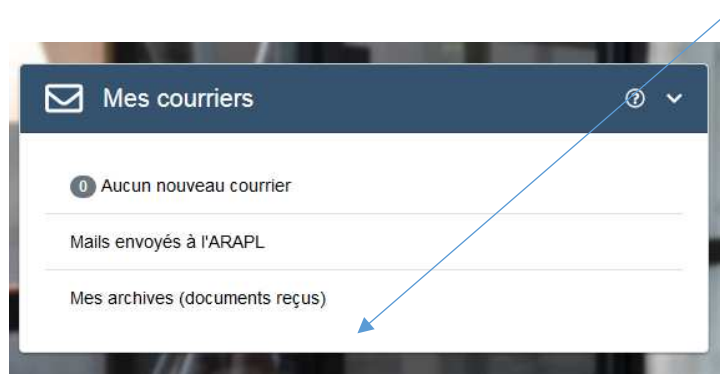 Mes courriers
0 Aucun nouveau courrier
Mails envoyés à l'ARAPL
Mes archives (documents reçus)